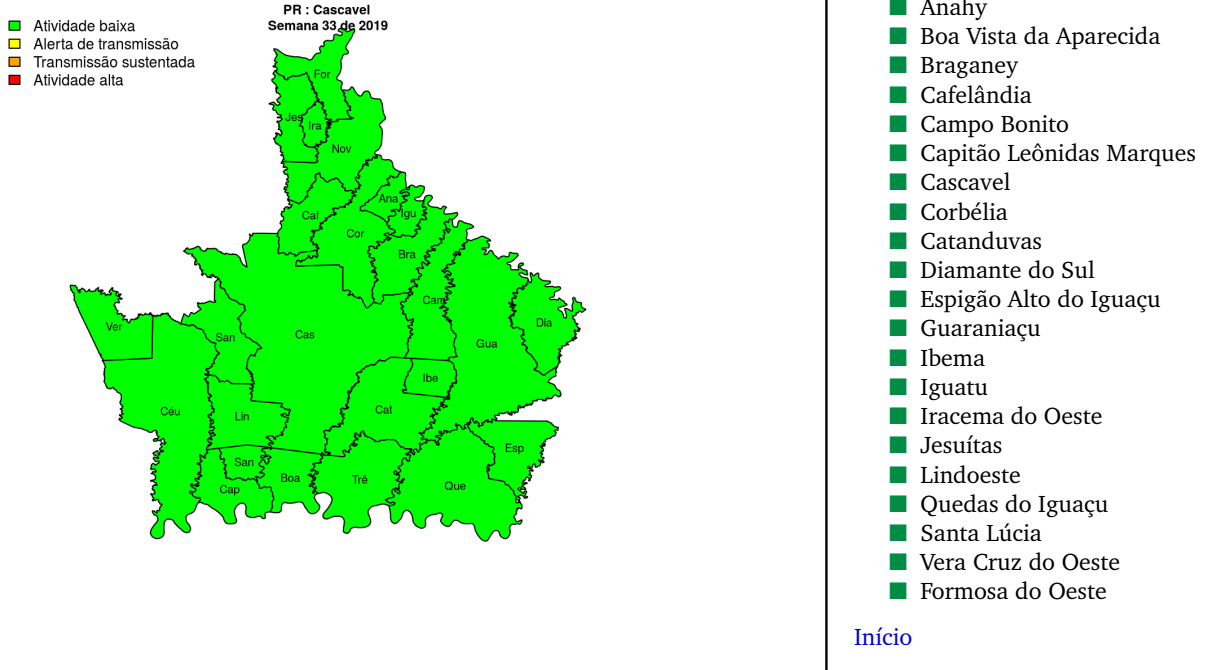 PR : Cascavel
Semana 33 de 2019
Atividade baixa
Alerta de transmissão
Transmissão sustentada
Atividade alta
For
Jes
Ira
Nov
Ana
Igu
Caf
Cor
Bra
Cam
Ver
San
Cas
Dia
Gua
Ibe
Céu
Lin
Cat
Esp
San
Cap
Boa
Trê
Que
Anahy
Boa Vista da Aparecida
Braganey
Cafelândia
Campo Bonito
Capitão Leônidas Marques
Cascavel
Corbélia
Catanduvas
Diamante do Sul
Espigão Alto do Iguaçu
Guaraniaçu
Ibema
Iguatu
Iracema do Oeste
Jesuítas
Lindoeste
Quedas do Iguaçu
Santa Lúcia
Vera Cruz do Oeste
Formosa do Oeste
Início